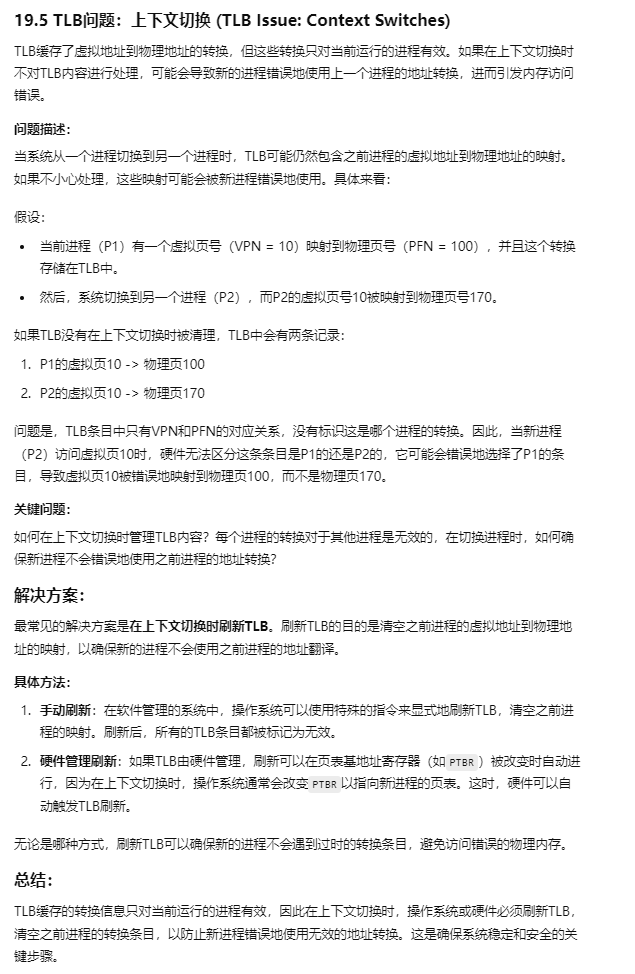 19.5 TLB问题：上下文切换 (TLB Issue: Context Switches)
TLB缓存了虚拟地址到物理地址的转换，但这些转换只对当前运行的进程有效。如果在上下文切换时
不对TLB内容进行处理，可能会导致新的进程错误地使用上一个进程的地址转换，进而引发内存访问
错误。
问题描述：
当系统从一个进程切换到另一个进程时，TLB可能仍然包含之前进程的虚拟地址到物理地址的映射。
如果不小心处理，这些映射可能会被新进程错误地使用。具体来看：
假设：
• 当前进程（P1）有一个虚拟页号（VPN = 10）映射到物理页号（PFN = 100），并且这个转换
存储在TLB中。
• 然后，系统切换到另一个进程（P2），而P2的虚拟页号10被映射到物理页号170。
如果TLB没有在上下文切换时被清理，TLB中会有两条记录：
1. P1的虚拟页10 -> 物理页100
2. P2的虚拟页10 -> 物理页170
问题是，TLB条目中只有VPN和PFN的对应关系，没有标识这是哪个进程的转换。因此，当新进程
（P2）访问虚拟页10时，硬件无法区分这条条目是P1的还是P2的，它可能会错误地选择了P1的条
目，导致虚拟页10被错误地映射到物理页100，而不是物理页170。
关键问题：
如何在上下文切换时管理TLB内容？每个进程的转换对于其他进程是无效的，在切换进程时，如何确
保新进程不会错误地使用之前进程的地址转换？
解决方案：
最常见的解决方案是在上下文切换时刷新TLB。刷新TLB的目的是清空之前进程的虚拟地址到物理地
址的映射，以确保新的进程不会使用之前进程的地址翻译。
具体方法：
1. 手动刷新：在软件管理的系统中，操作系统可以使用特殊的指令来显式地刷新TLB，清空之前进
程的映射。刷新后，所有的TLB条目都被标记为无效。
2. 硬件管理刷新：如果TLB由硬件管理，刷新可以在页表基地址寄存器（如 PTBR ）被改变时自动进
行，因为在上下文切换时，操作系统通常会改变 PTBR 以指向新进程的页表。这时，硬件可以自
动触发TLB刷新。
无论是哪种方式，刷新TLB可以确保新的进程不会遇到过时的转换条目，避免访问错误的物理内存。
总结：
TLB缓存的转换信息只对当前运行的进程有效，因此在上下文切换时，操作系统或硬件必须刷新TLB，
清空之前进程的转换条目，以防止新进程错误地使用无效的地址转换。这是确保系统稳定和安全的关
键步骤。